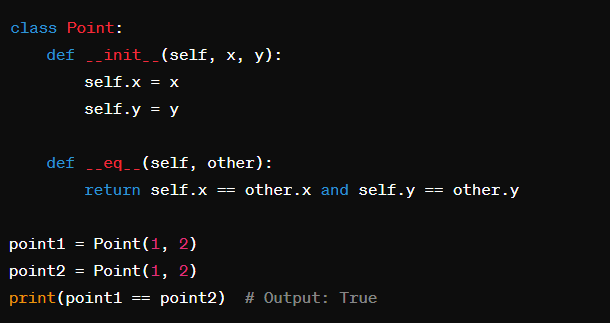 class Point:
    def __init__(self, x, y):
        self.x = x
        self.y = y

    def __eq__(self, other):
        return self.x == other.x and self.y == other.y

point1 = Point(1, 2)
point2 = Point(1, 2)
print(point1 == point2)  # Output: True